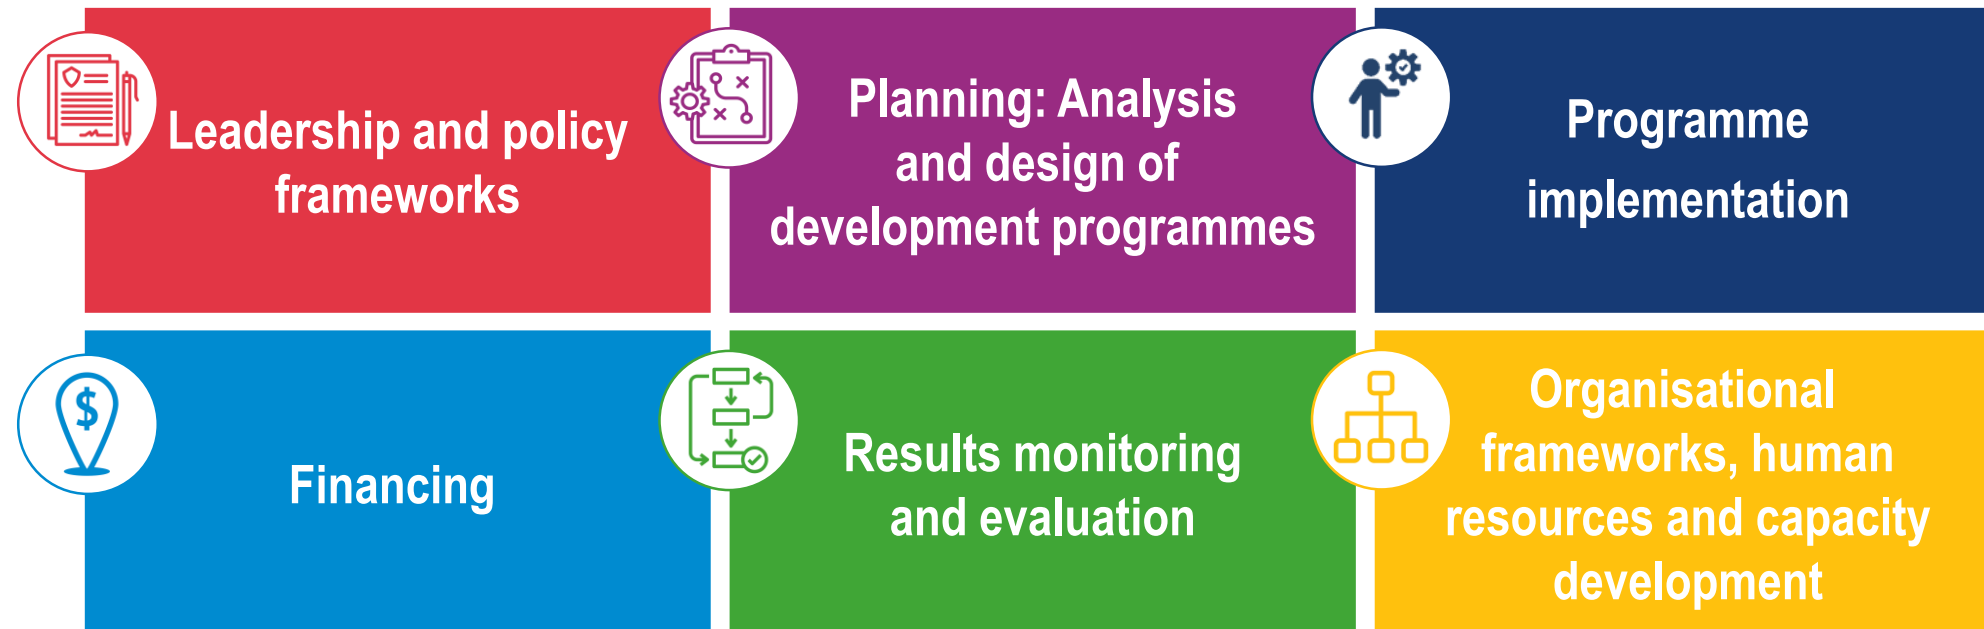 Leadership and policy
frameworks
Planning: Analysis
and design of
development programmes
Programme
implementation
$
Financing
Results monitoring
and evaluation
Organisational
frameworks, human
resources and capacity
development